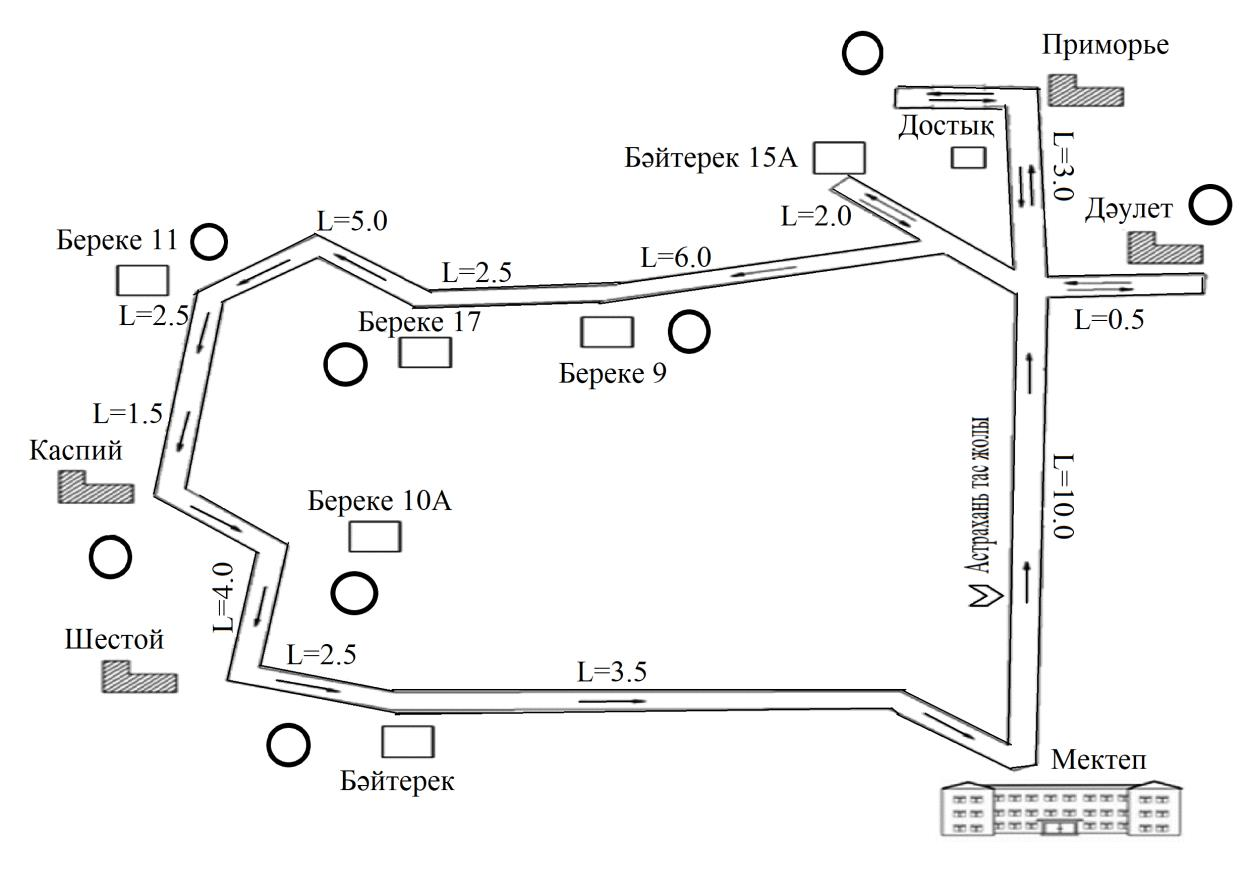 Приморье
Достық
L=3.0
Бәйтерек 15А
L=2.0
Дәулет
L=0.5
Береке 11
L=5.0
L=2.5
L=6.0
L=2.5
Береке 17
Береке 9
L=1.5
Каспий
Береке 10А
Астрахань тас жолы
L=10.0
L=4.0
Шестой
L=2.5
L=3.5
Бәйтерек
Мектеп